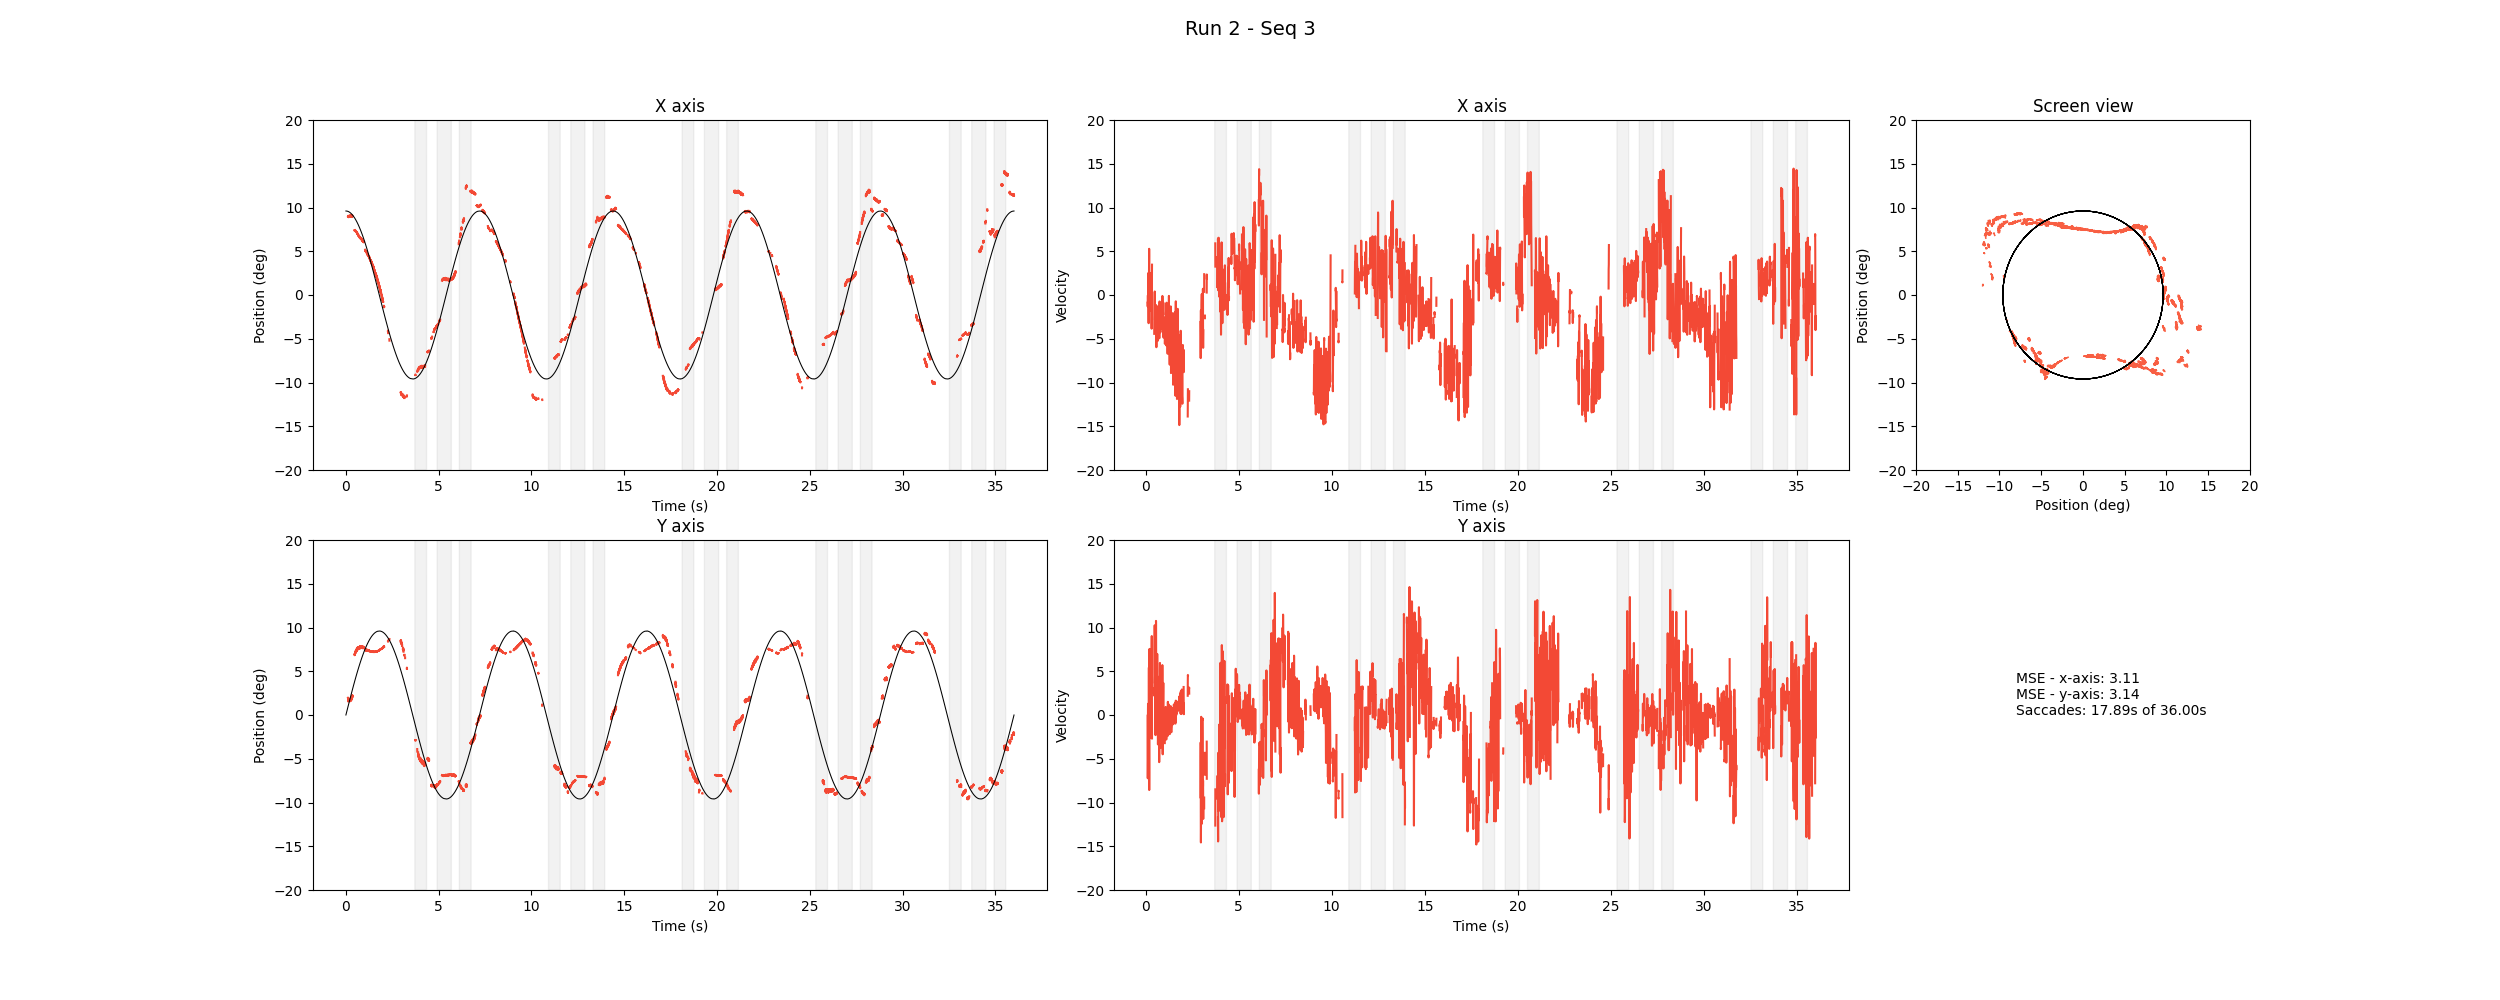 Run 2 - Seq 3
X axis
X axis
Screen view
20
15
10
5
0
−5
−10
−15
−20
Position (deg)
0 5 10 15 20 25 30 35
Time (s)
20
15
10
5
0
−5
−10
−15
−20
Velocity
0 5 10 15 20 25 30 35
Time (s)
20
15
10
5
0
−5
−10
−15
−20
Position (deg)
−20 −15 −10 −5 0 5 10 15 20
Position (deg)
Y axis
Y axis
20
15
10
5
0
−5
−10
−15
−20
Position (deg)
0 5 10 15 20 25 30 35
Time (s)
20
15
10
5
0
−5
−10
−15
−20
Velocity
0 5 10 15 20 25 30 35
Time (s)
MSE - x-axis: 3.11
MSE - y-axis: 3.14
Saccades: 17.89s of 36.00s